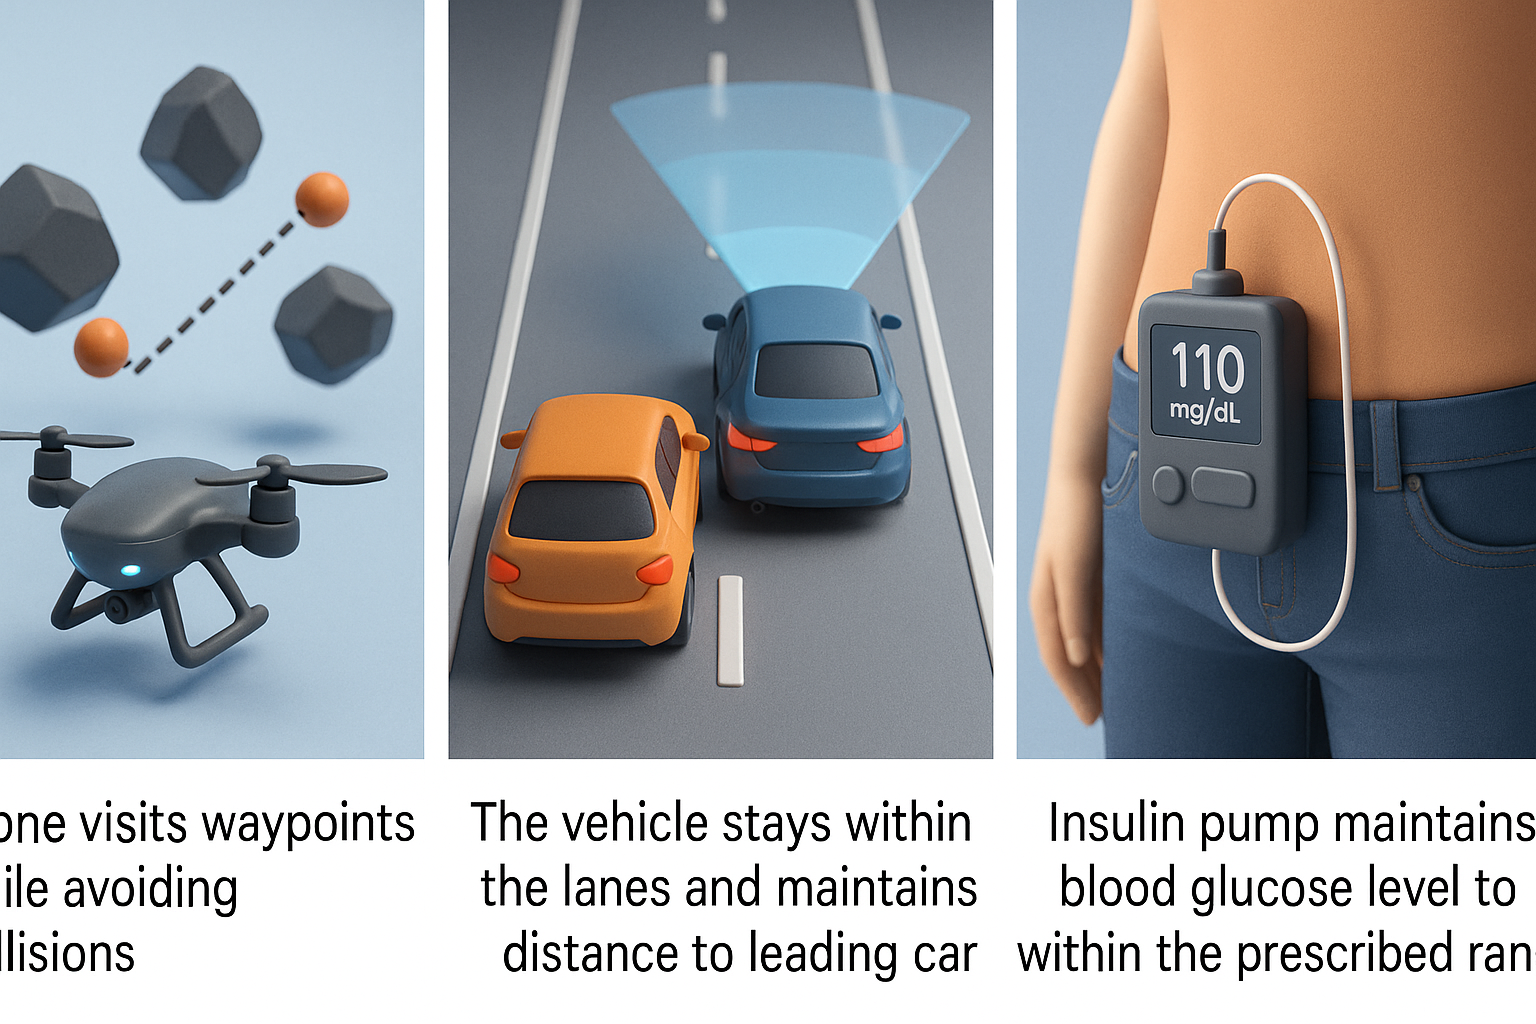 110
mg/dL
one visits waypoints
ile avoiding
llisions
The vehicle stays within
the lanes and maintains
distance to leading car
Insulin pump maintains
blood glucose level to
within the prescribed ran